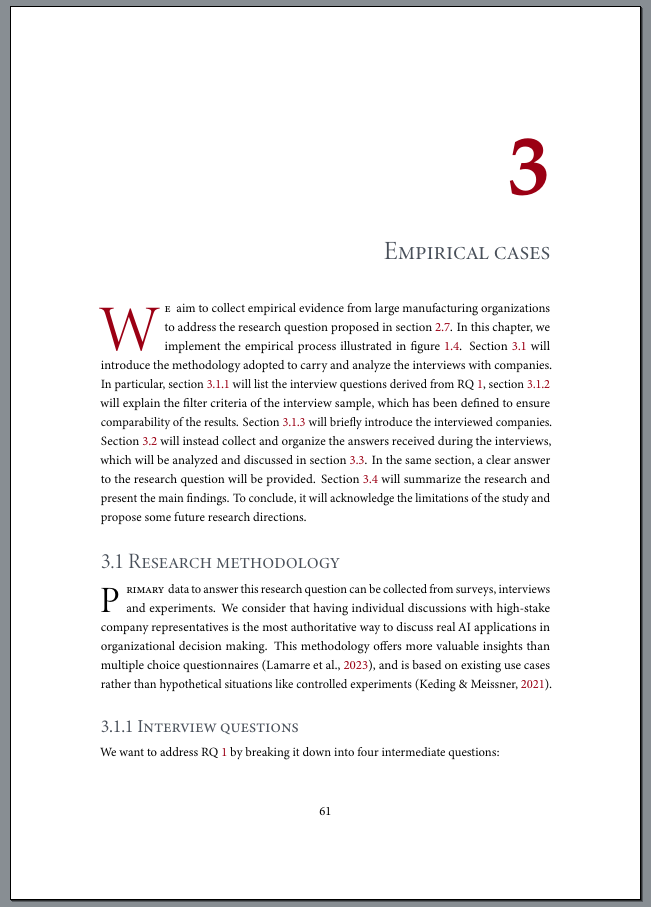 3
Empirical cases
We aim to collect empirical evidence from large manufacturing organizations
to address the research question proposed in section 2.7. In this chapter, we
implement the empirical process illustrated in figure 1.4. Section 3.1 will
introduce the methodology adopted to carry and analyze the interviews with companies.
In particular, section 3.1.1 will list the interview questions derived from RQ 1, section 3.1.2
will explain the filter criteria of the interview sample, which has been defined to ensure
comparability of the results. Section 3.1.3 will briefly introduce the interviewed companies.
Section 3.2 will instead collect and organize the answers received during the interviews,
which will be analyzed and discussed in section 3.3. In the same section, a clear answer
to the research question will be provided. Section 3.4 will summarize the research and
present the main findings. To conclude, it will acknowledge the limitations of the study and
propose some future research directions.
3.1 Research methodology
Primary data to answer this research question can be collected from surveys, interviews
and experiments. We consider that having individual discussions with high-stake
company representatives is the most authoritative way to discuss real AI applications in
organizational decision making. This methodology offers more valuable insights than
multiple choice questionnaires (Lamarre et al., 2023), and is based on existing use cases
rather than hypothetical situations like controlled experiments (Keding & Meissner, 2021).
3.1.1 Interview questions
We want to address RQ 1 by breaking it down into four intermediate questions:
61